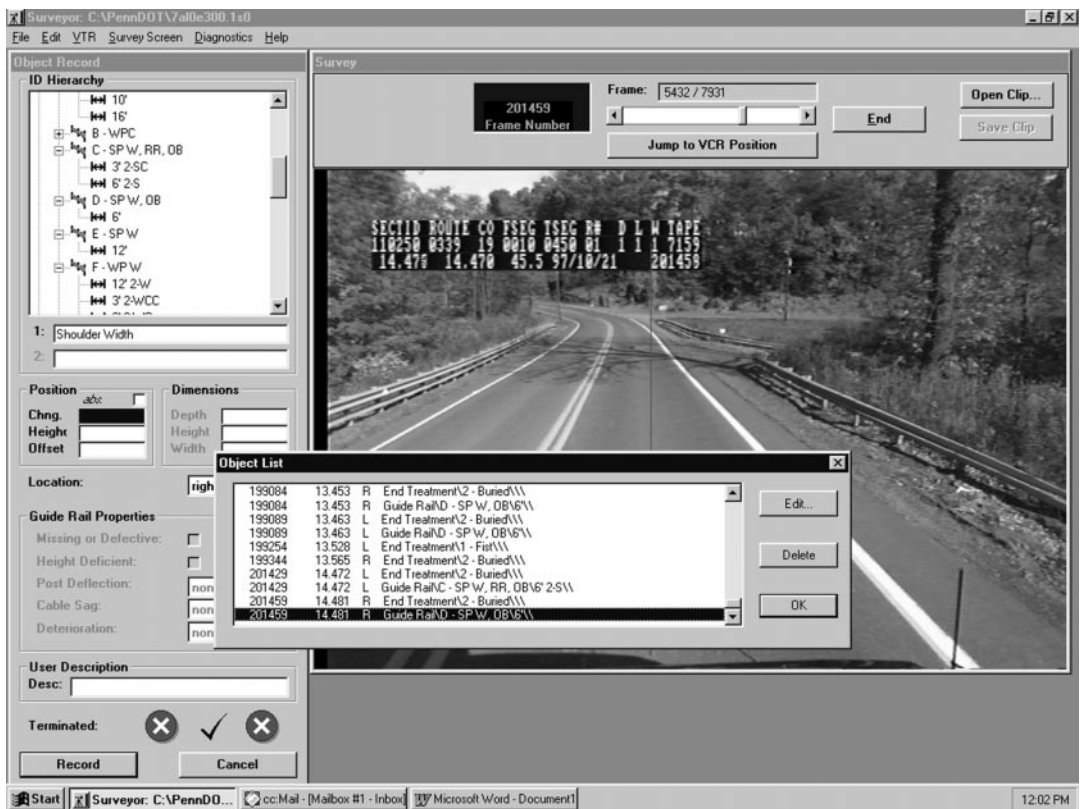 Surveyor: C:\PennDOT\7al0e300.1s0
File Edit VTR Survey Screen Diagnostics Help
Object Record
ID Hierarchy
10'
16'
B - WPC
C - SP W, RR, OB
3' 2-SC
6' 2-S
D - SP W, OB
6'
E - SP W
12'
F - WP W
12' 2-W
3' 2-WCC
1: Shoulder Width
2:
Position
abs
Chng.
Height
Offset
Dimensions
Depth
Height
Width
Location: righ
Guide Rail Properties
Missing or Defective:
Height Deficient:
Post Deflection: non
Cable Sag: non
Deterioration: non
User Description
Desc:
Terminated:
Record Cancel
Survey
201459
Frame Number
Frame: 5432 / 7931
Jump to VCR Position
End
Open Clip...
Save Clip
SECTID ROUTE CO FSEG TSEG R# D L W TAPE
110250 0339 19 0010 0450 01 1 1 1 7159
14.470 45.5 97/10/21 201459
Object List
199084 13.453 R End Treatment\2 - Buried\\\
199084 13.453 R Guide Rail\D - SP W, OB\6'\\
199089 13.463 L End Treatment\2 - Buried\\\
199089 13.463 L Guide Rail\D - SP W, OB\6'\\
199254 13.528 L End Treatment\1 - Fist\\\
199344 13.565 R End Treatment\2 - Buried\\\
201429 14.472 L End Treatment\2 - Buried\\\
201429 14.472 L Guide Rail\C - SP W, RR, OB\6' 2-S\\
201459 14.481 R End Treatment\2 - Buried\\\
201459 14.481 R Guide Rail\D - SP W, OB\6'\\
Edit...
Delete
OK
Start Surveyor: C:\PennDO... cc:Mail - [Mailbox #1 - Inbox] Microsoft Word - Document1 12:02 PM